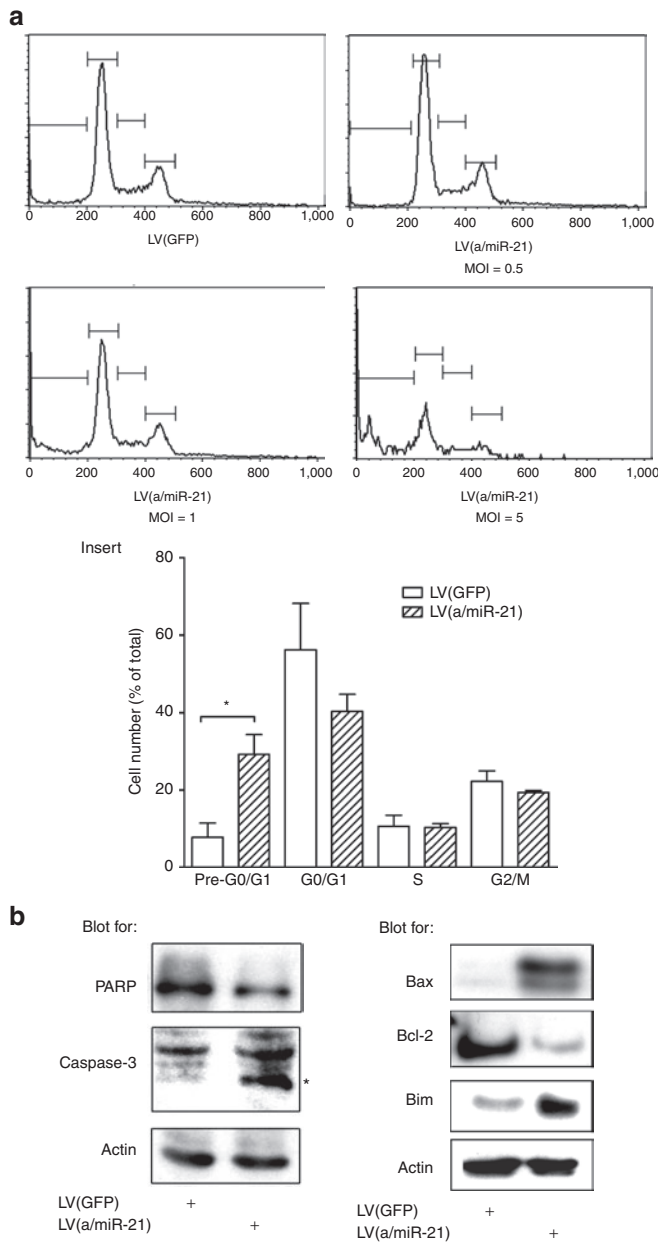 a
0 200 400 600 800 1,000
LV(GFP)
0 200 400 600 800 1,000
LV(a/miR-21)
MOI = 0.5
0 200 400 600 800 1,000
LV(a/miR-21)
MOI = 1
0 200 400 600 800 1,000
LV(a/miR-21)
MOI = 5
Insert
80
60
40
20
0
Cell number (% of total)
LV(GFP)
LV(a/miR-21)
*
Pre-G0/G1 G0/G1 S G2/M
b
Blot for:
PARP
Caspase-3
*
Actin
LV(GFP) +
LV(a/miR-21) +
Blot for:
Bax
Bcl-2
Bim
Actin
LV(GFP) +
LV(a/miR-21) +